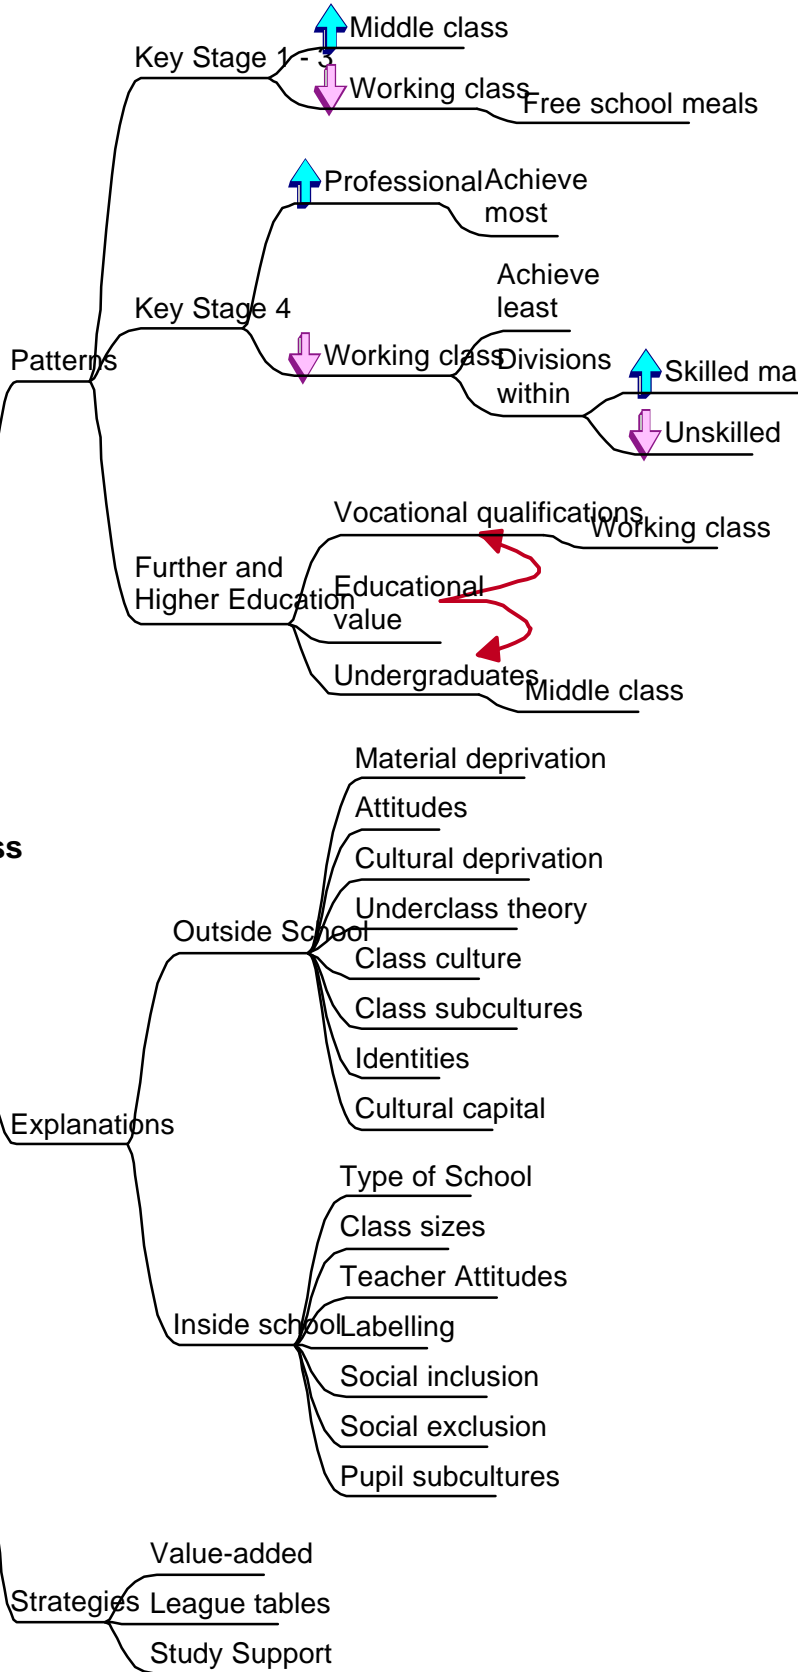 Middle class
Key Stage 1 - 3
Working class
Free school meals
Professional
Achieve
most
Key Stage 4
Achieve
least
Patterns
Working class
Divisions
within
Skilled ma
Unskilled
Vocational qualifications
Working class
Further and
Higher Education
Educational
value
Undergraduates
Middle class
Material deprivation
Attitudes
ss
Cultural deprivation
Underclass theory
Outside School
Class culture
Class subcultures
Identities
Cultural capital
Explanations
Type of School
Class sizes
Teacher Attitudes
Inside school
Labelling
Social inclusion
Social exclusion
Pupil subcultures
Value-added
Strategies
League tables
Study Support